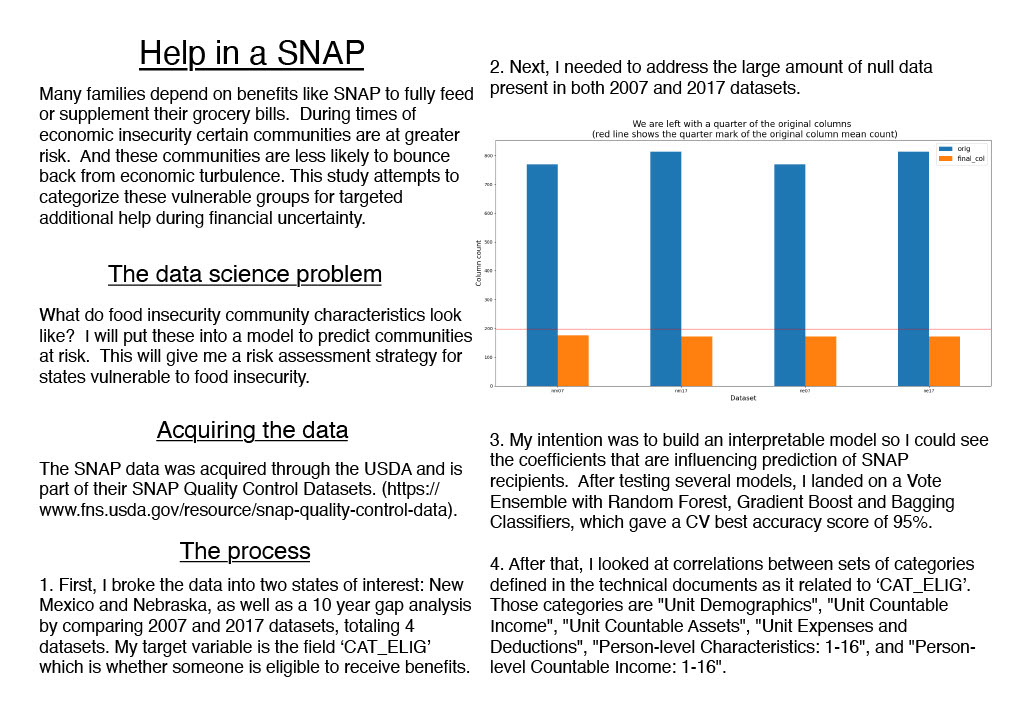 Help in a SNAP
Many families depend on benefits like SNAP to fully feed
or supplement their grocery bills.  During times of
economic insecurity certain communities are at greater
risk.  And these communities are less likely to bounce
back from economic turbulence. This study attempts to
categorize these vulnerable groups for targeted
additional help during financial uncertainty.
The data science problem
What do food insecurity community characteristics look
like?  I will put these into a model to predict communities
at risk.  This will give me a risk assessment strategy for
states vulnerable to food insecurity.
Acquiring the data
The SNAP data was acquired through the USDA and is
part of their SNAP Quality Control Datasets. (https://
www.fns.usda.gov/resource/snap-quality-control-data).
The process
1. First, I broke the data into two states of interest: New
Mexico and Nebraska, as well as a 10 year gap analysis
by comparing 2007 and 2017 datasets, totaling 4
datasets. My target variable is the field ‘CAT_ELIG’
which is whether someone is eligible to receive benefits.
2. Next, I needed to address the large amount of null data
present in both 2007 and 2017 datasets.
We are left with a quarter of the original columns
(red line shows the quarter mark of the original column mean count)
orig
final_col
Column count
800
700
600
500
400
300
200
100
0
nm07 nm17 ne07 ne17
Dataset
3. My intention was to build an interpretable model so I could see
the coefficients that are influencing prediction of SNAP
recipients.  After testing several models, I landed on a Vote
Ensemble with Random Forest, Gradient Boost and Bagging
Classifiers, which gave a CV best accuracy score of 95%.
4. After that, I looked at correlations between sets of categories
defined in the technical documents as it related to ‘CAT_ELIG’.
Those categories are "Unit Demographics", "Unit Countable
Income", "Unit Countable Assets", "Unit Expenses and
Deductions", "Person-level Characteristics: 1-16", and "Person-
level Countable Income: 1-16".